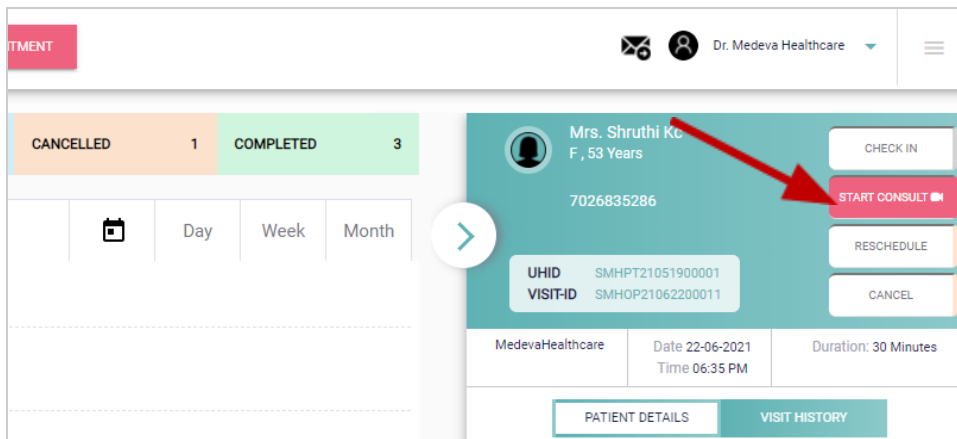 ITMENT
Dr. Medeva Healthcare
CANCELLED 1 COMPLETED 3
Day Week Month
Mrs. Shruthi Kc
F , 53 Years
7026835286
UHID SMHPT21051900001
VISIT-ID SMHOP21062200011
CHECK IN
START CONSULT
RESCHEDULE
CANCEL
MedevaHealthcare
Date 22-06-2021
Time 06:35 PM
Duration: 30 Minutes
PATIENT DETAILS VISIT HISTORY